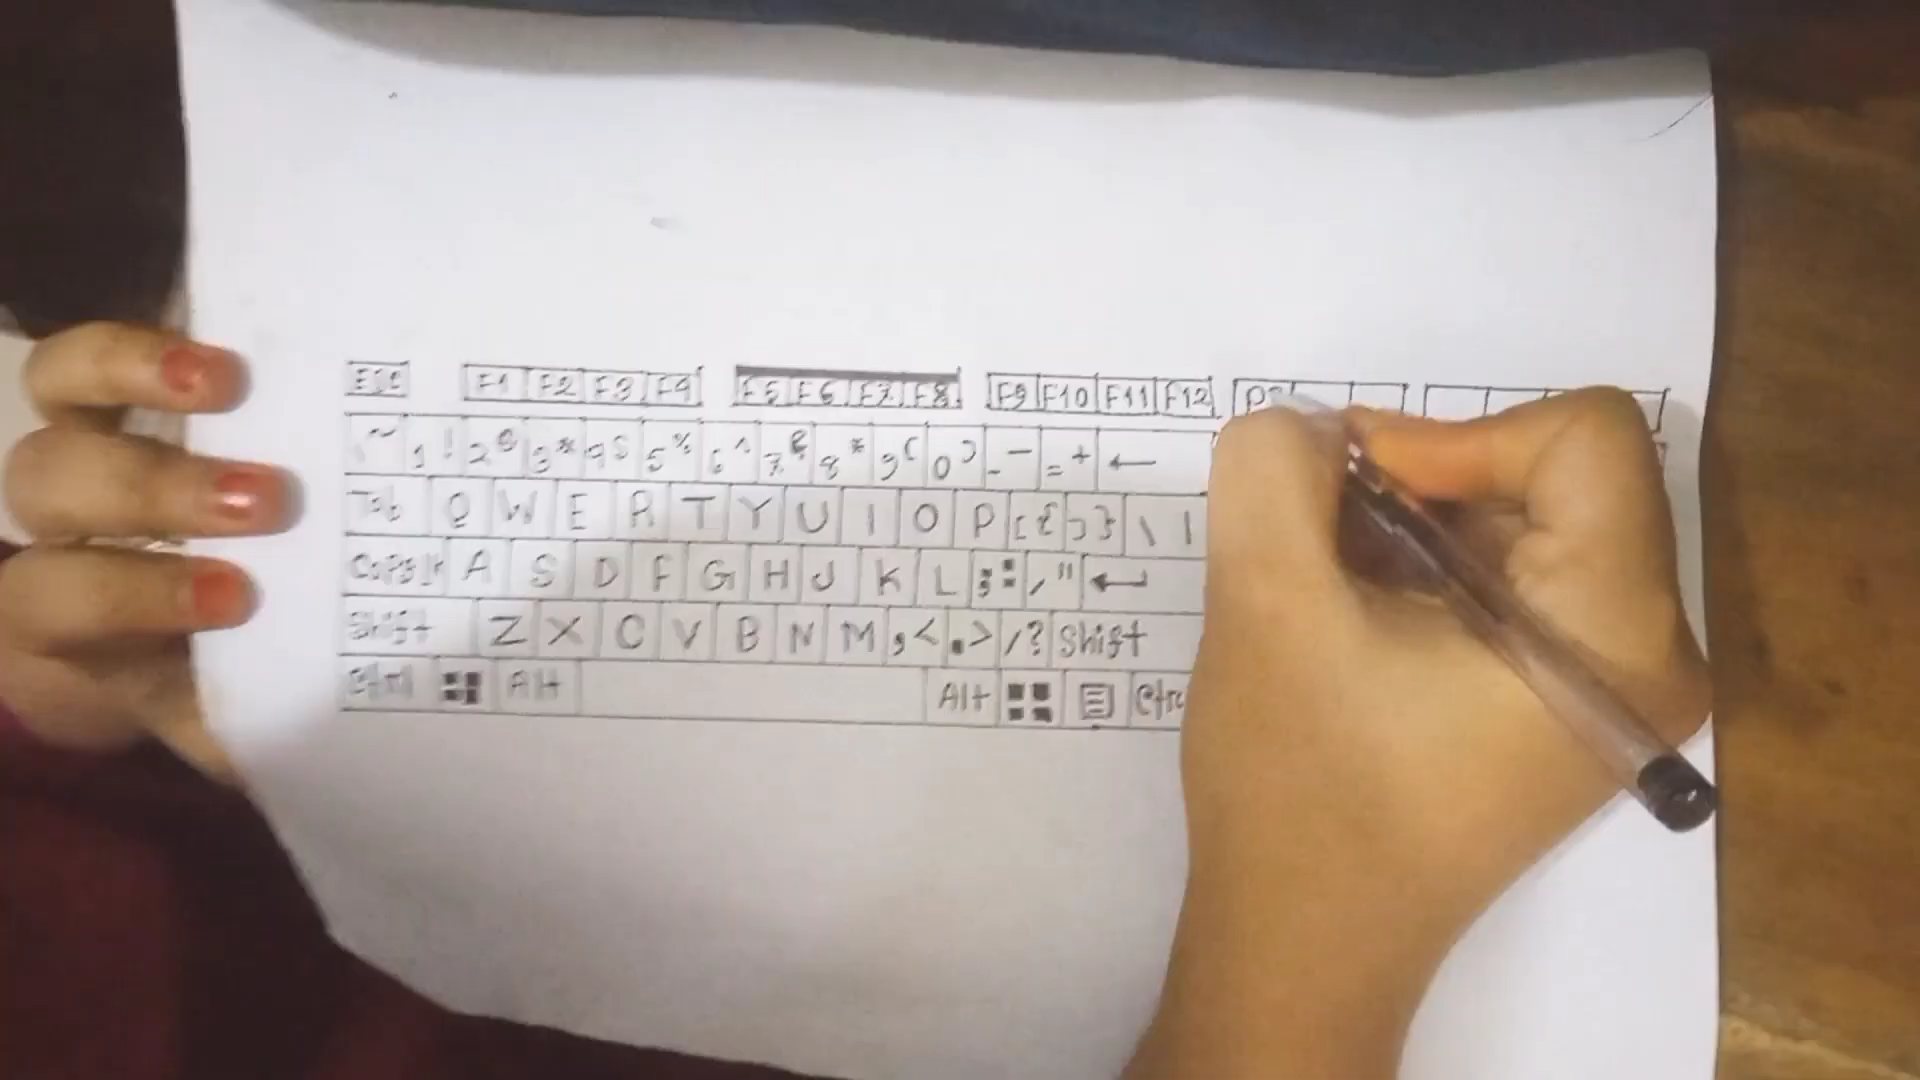 ESC F1 F2 F3 F4 F5 F6 F7 F8 F9 F10 F11 F12
~ 1 ! 2 @ 3 * 4 $ 5 % 6 ^ 7 & 8 * 9 ( 0 ) - — = + ←
Tab Q W E R T Y U I O P [ { ] } \ |
A S D F G H J K L ; : , " ↵
Shift Z X C V B N M , < . > / ? Shift
Ctrl Alt Alt Ctrl